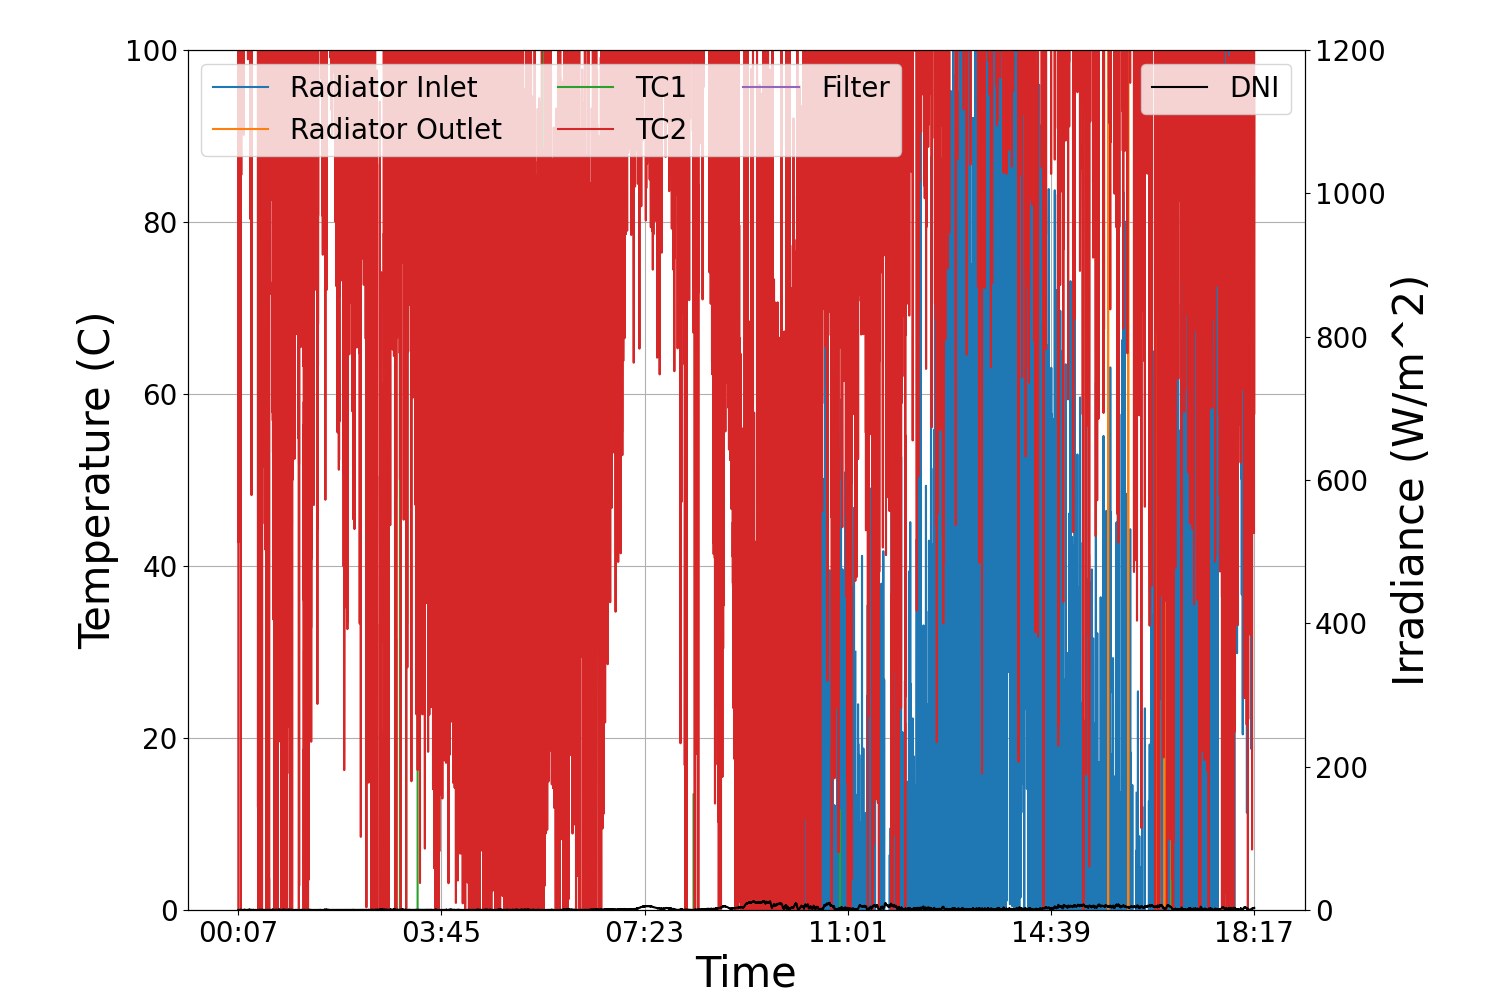 100
80
60
40
20
0
Temperature (C)
Radiator Inlet
Radiator Outlet
TC1
TC2
Filter
DNI
1200
1000
800
600
400
200
0
Irradiance (W/m^2)
00:07 03:45 07:23 11:01 14:39 18:17
Time